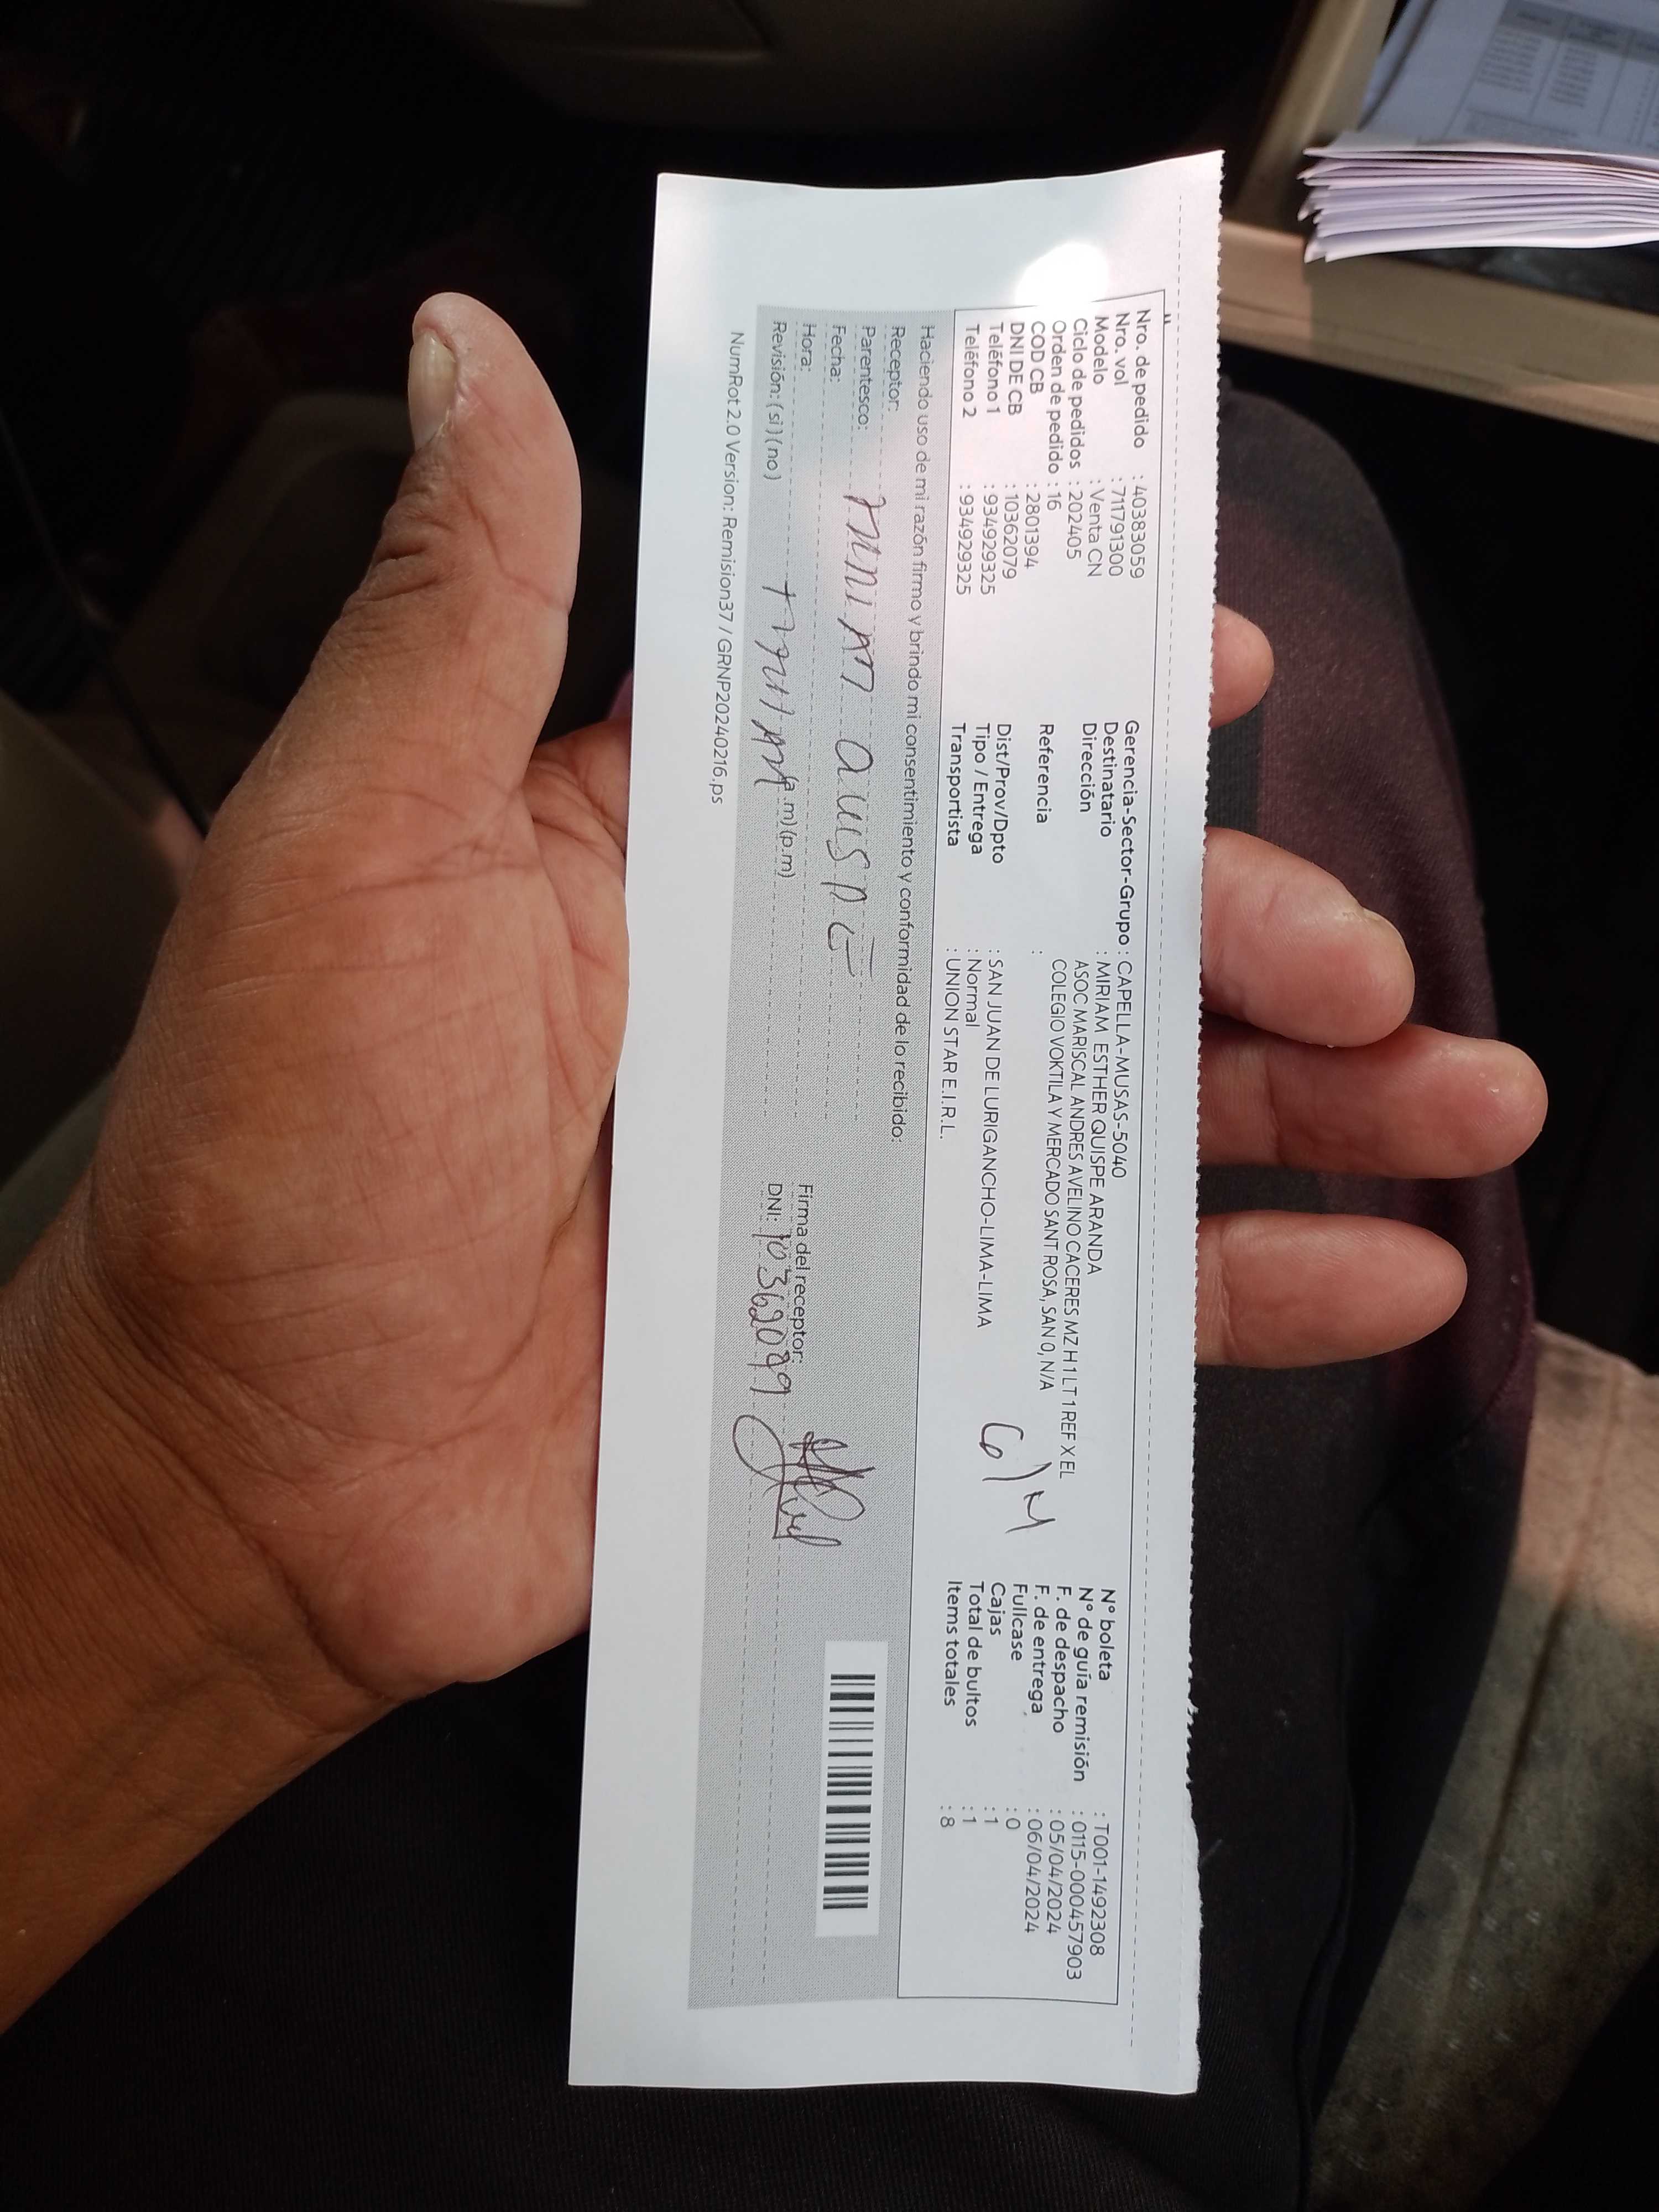 Nro. de pedido : 40383059
Nro. vol : 711791300
Modelo : Venta CN
Ciclo de pedidos : 202405
Orden de pedido : 16
COD CB : 2801394
DNI DE CB : 10362079
Teléfono 1 : 934929325
Teléfono 2 : 934929325
Gerencia-Sector-Grupo : CAPELLA-MUSAS-5040
Destinatario : MIRIAM ESTHER QUISPE ARANDA
Dirección : ASOC MARISCAL ANDRES AVELINO CACERES MZ H1 LT 1 REF X EL
COLEGIO VOKTILA Y MERCADO SANT ROSA, SAN 0, N/A
Referencia :
Dist/Prov/Dpto : SAN JUAN DE LURIGANCHO-LIMA-LIMA
Tipo / Entrega : Normal
Transportista : UNION STAR E.I.R.L.
N° boleta : T001-1492308
N° de guía remisión : 0115-000457903
F. de despacho : 05/04/2024
F. de entrega : 06/04/2024
Fullcase : 0
Cajas : 1
Total de bultos : 1
Items totales : 8
Haciendo uso de mi razón firmo y brindo mi consentimiento y conformidad de lo recibido:
Receptor:
Parentesco:
Fecha:
Hora: (a.m)(p.m)
Revisión: (si) (no)
Firma del receptor:
DNI: 10362099
NumRot 2.0 Version: Remision37 / GRNP20240216.ps